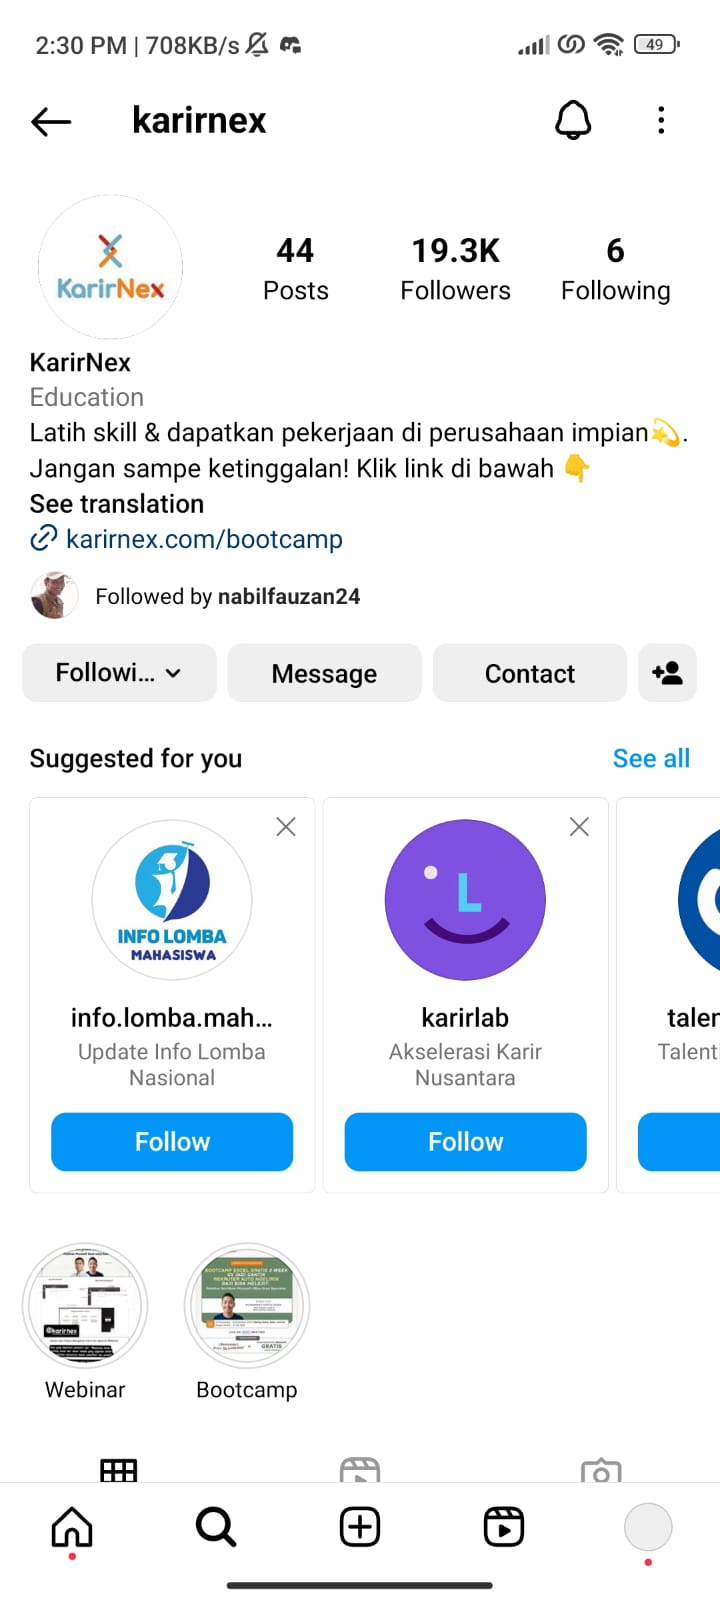 2:30 PM | 708KB/s
49
karirnex
KarirNex
44
Posts
19.3K
Followers
6
Following
KarirNex
Education
Latih skill & dapatkan pekerjaan di perusahaan impian💫.
Jangan sampe ketinggalan! Klik link di bawah 👇
See translation
karirnex.com/bootcamp
Followed by nabilfauzan24
Followi...
Message
Contact
Suggested for you
See all
INFO LOMBA
MAHASISWA
info.lomba.mah...
Update Info Lomba
Nasional
Follow
L
karirlab
Akselerasi Karir
Nusantara
Follow
talen
Talent
Webinar
Bootcamp